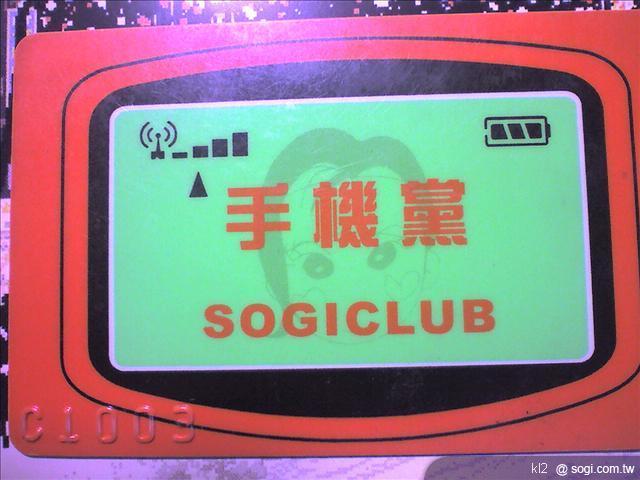 手機黨
SOGICLUB
C1003
kl2 @ sogi.com.tw